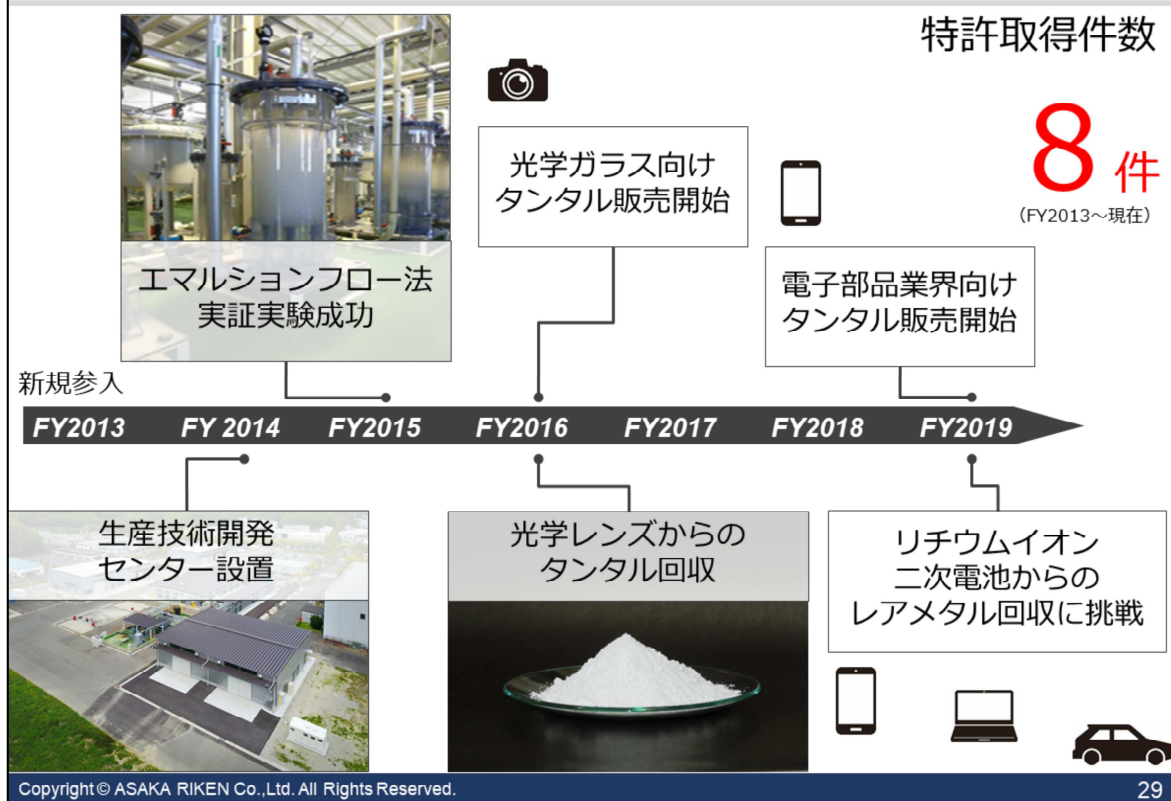 特許取得件数
8 件
（FY2013～現在）
光学ガラス向け
タンタル販売開始
エマルションフロー法
実証実験成功
電子部品業界向け
タンタル販売開始
新規参入
FY2013 FY 2014 FY2015 FY2016 FY2017 FY2018 FY2019
生産技術開発
センター設置
光学レンズからの
タンタル回収
リチウムイオン
二次電池からの
レアメタル回収に挑戦
Copyright © ASAKA RIKEN Co.,Ltd. All Rights Reserved.
29